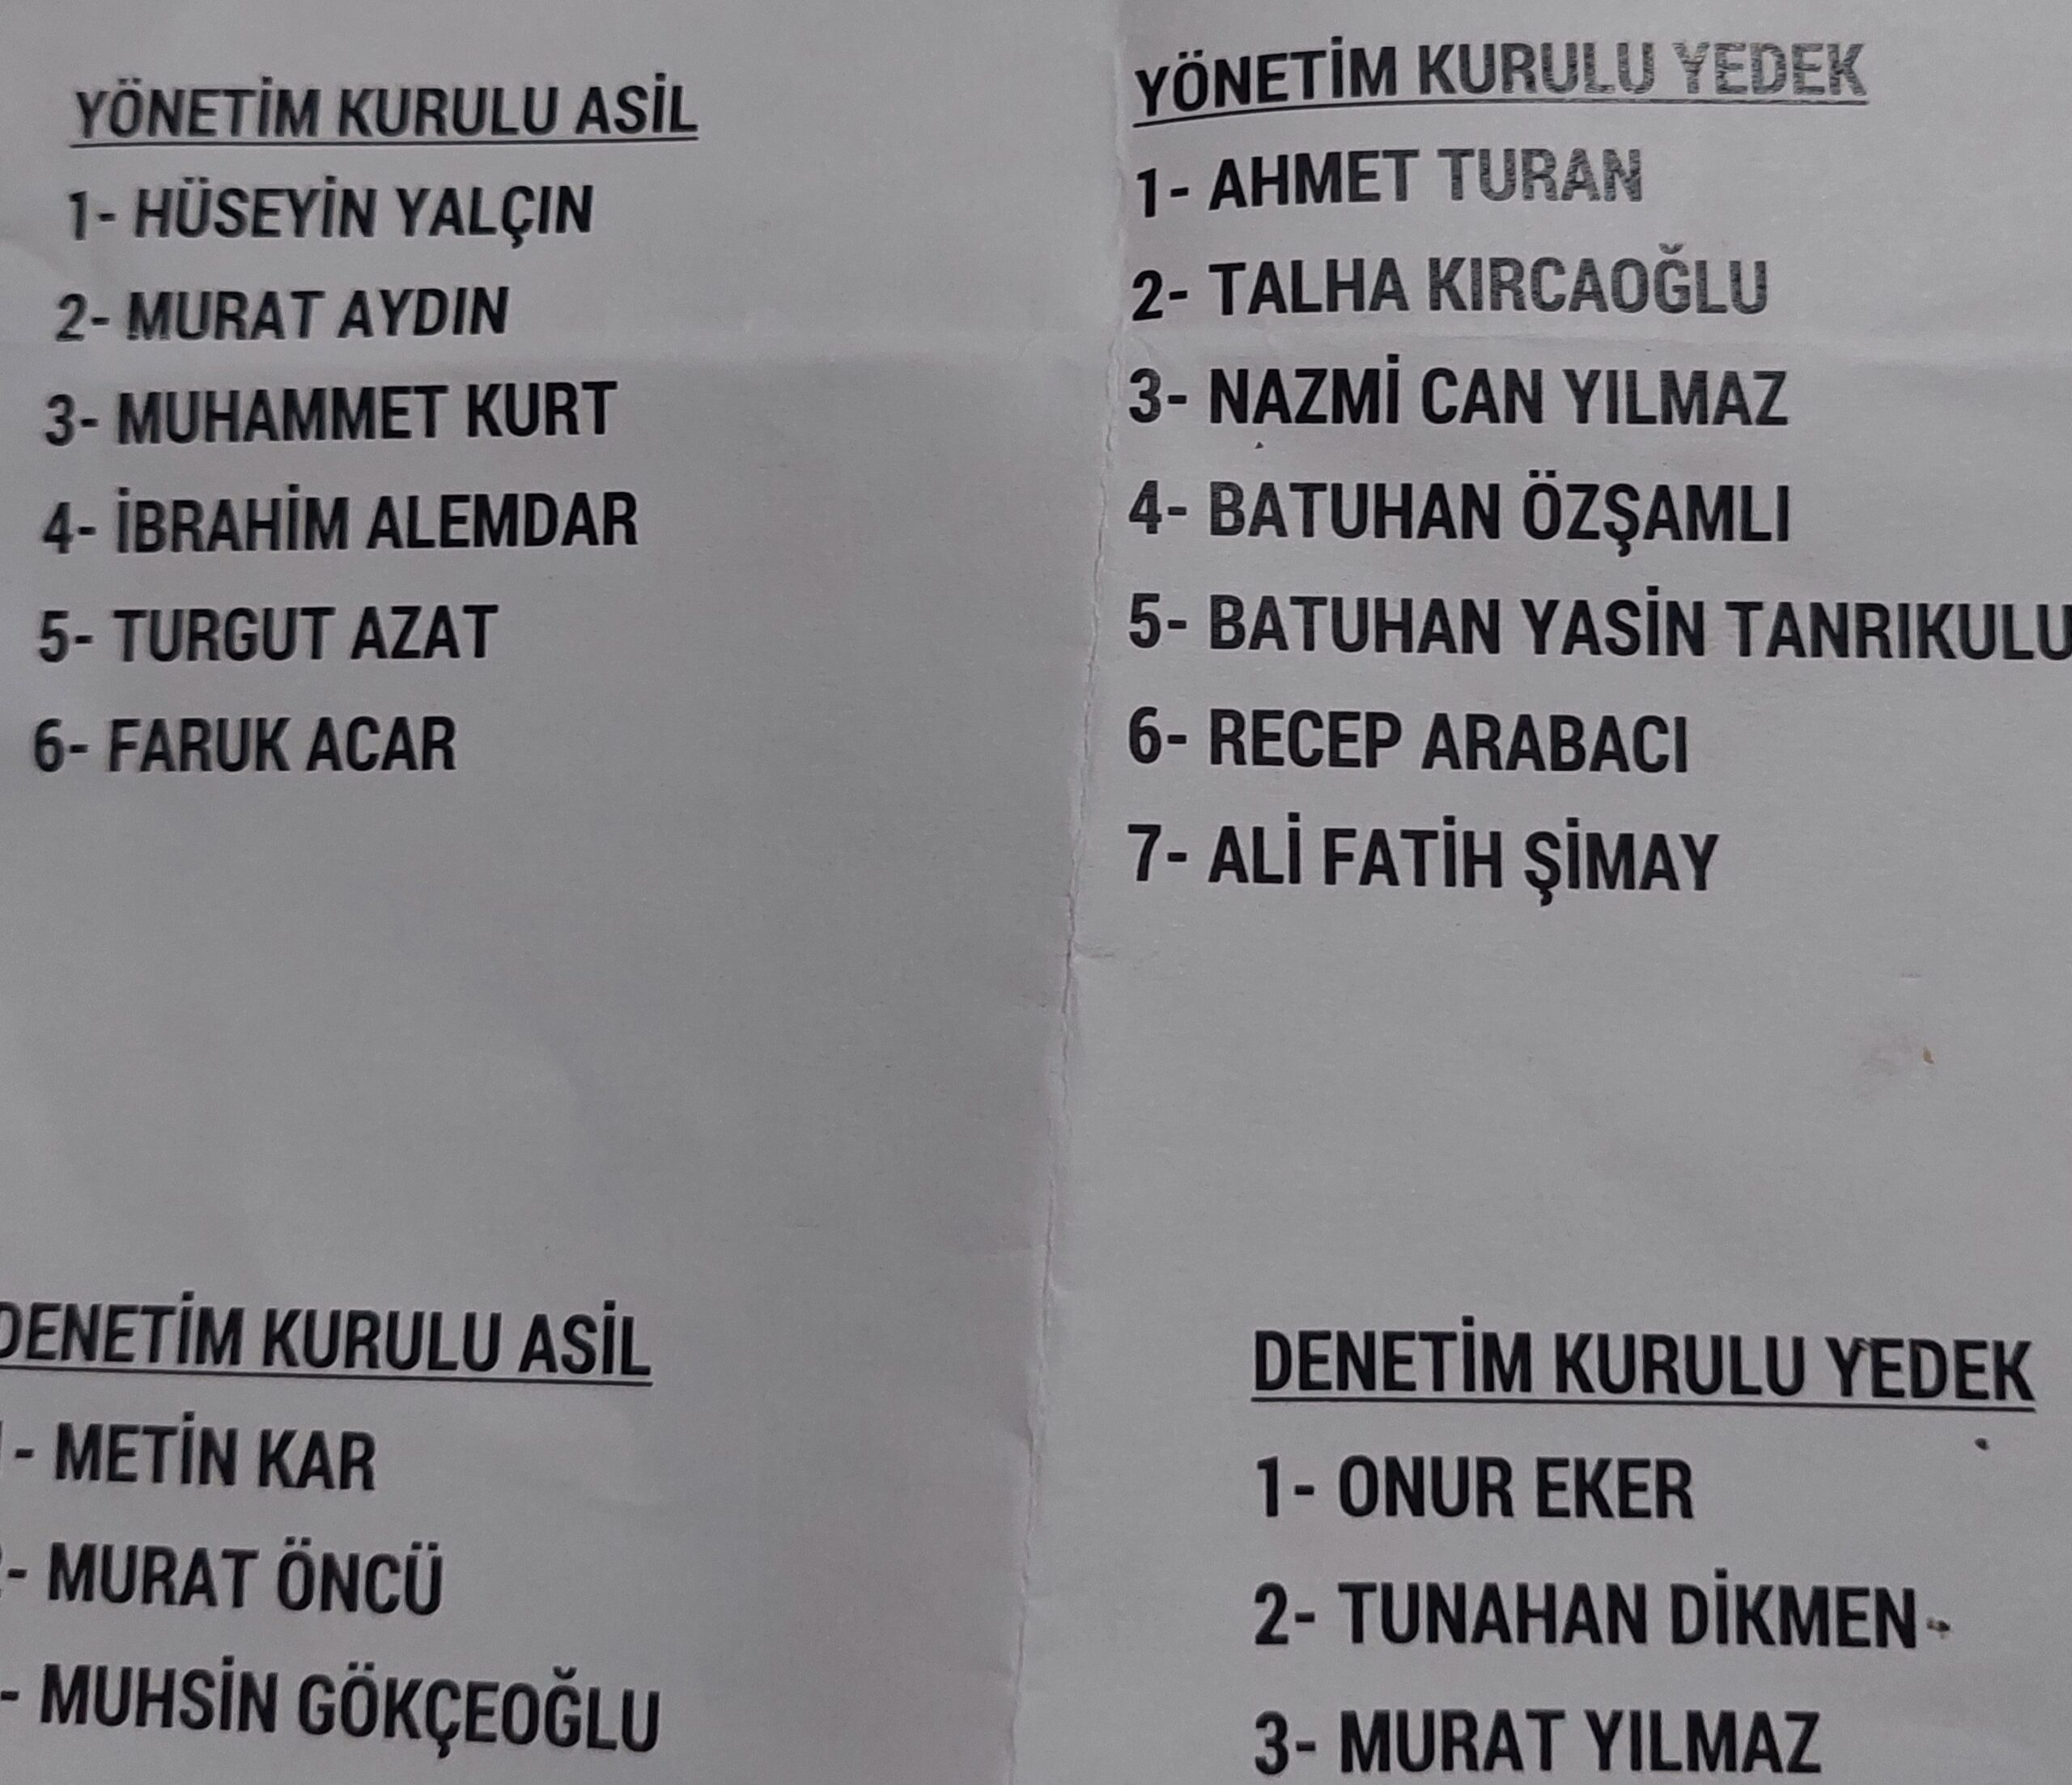 YÖNETİM KURULU ASİL
1- HÜSEYİN YALÇIN
2- MURAT AYDIN
3- MUHAMMET KURT
4- İBRAHİM ALEMDAR
5- TURGUT AZAT
6- FARUK ACAR
YÖNETİM KURULU YEDEK
1- AHMET TURAN
2- TALHA KIRCAOĞLU
3- NAZMİ CAN YILMAZ
4- BATUHAN ÖZŞAMLI
5- BATUHAN YASİN TANRIKULU
6- RECEP ARABACI
7- ALİ FATİH ŞİMAY
DENETİM KURULU ASİL
1- METİN KAR
2- MURAT ÖNCÜ
- MUHSİN GÖKÇEOĞLU
DENETİM KURULU YEDEK
1- ONUR EKER
2- TUNAHAN DİKMEN
3- MURAT YILMAZ